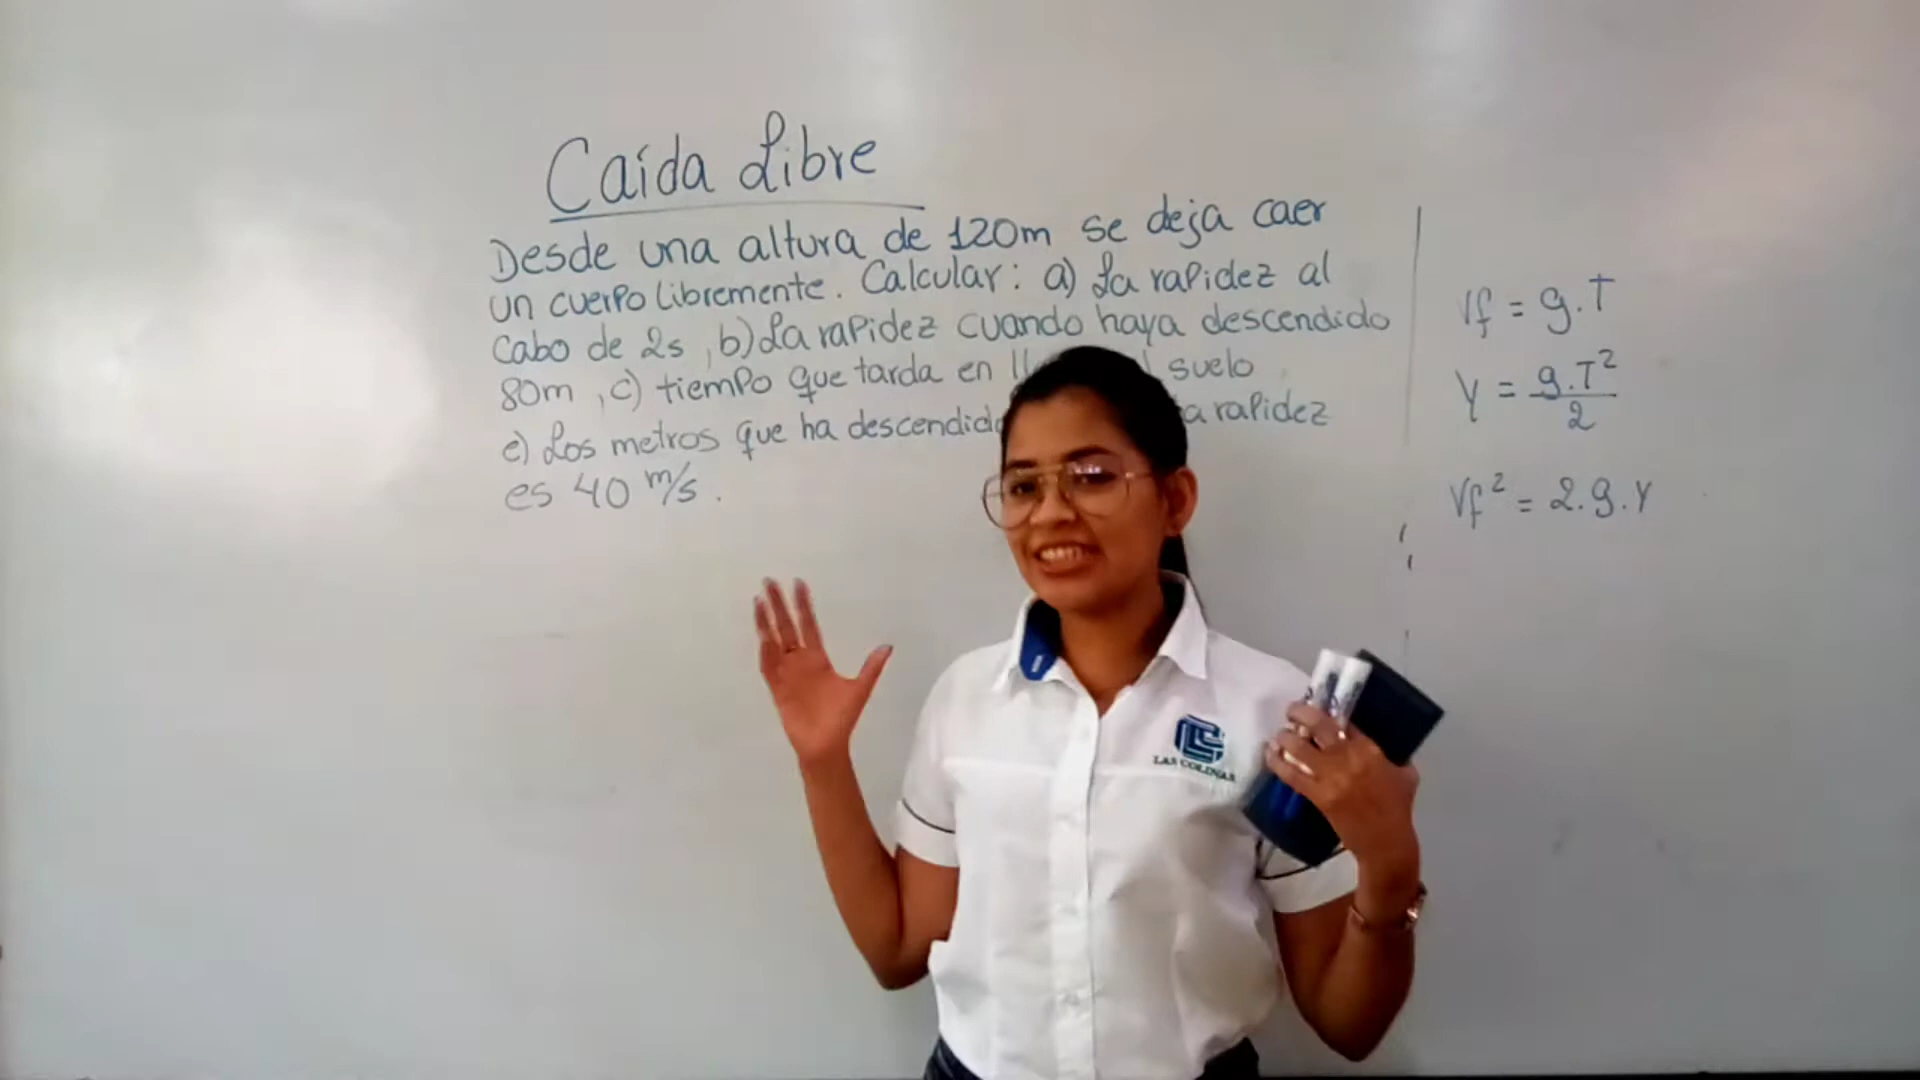 Caída Libre
Desde una altura de 120m se deja caer
un cuerpo libremente. Calcular: a) La rapidez al
cabo de 2s, b) La rapidez cuando haya descendido
80m, c) tiempo que tarda en suelo
e) Los metros que ha descendido rapidez
es 40 m/s.
Vf = g.T
Y = g.T²/2
Vf² = 2.g.Y
LAS COLINAS